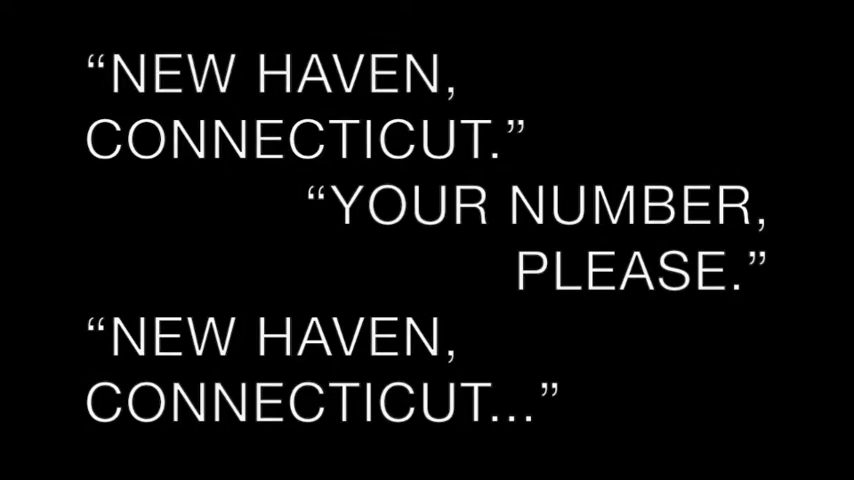 “NEW HAVEN,
CONNECTICUT.”
“YOUR NUMBER,
PLEASE.”
“NEW HAVEN,
CONNECTICUT...”